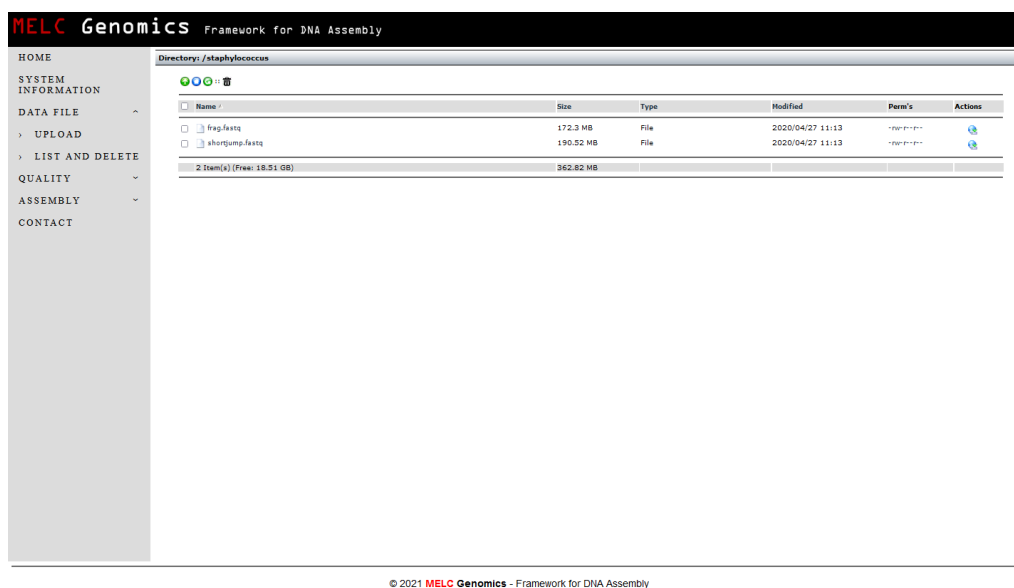 MELC Genomics Framework for DNA Assembly
HOME
SYSTEM
INFORMATION
DATA FILE
› UPLOAD
› LIST AND DELETE
QUALITY
ASSEMBLY
CONTACT
Directory: /staphylococcus
Name Size Type Modified Perm's Actions
frag.fastq 172.3 MB File 2020/04/27 11:13 -rw-r--r--
shortjump.fastq 190.52 MB File 2020/04/27 11:13 -rw-r--r--
2 Item(s) (Free: 18.51 GB) 362.82 MB
© 2021 MELC Genomics - Framework for DNA Assembly